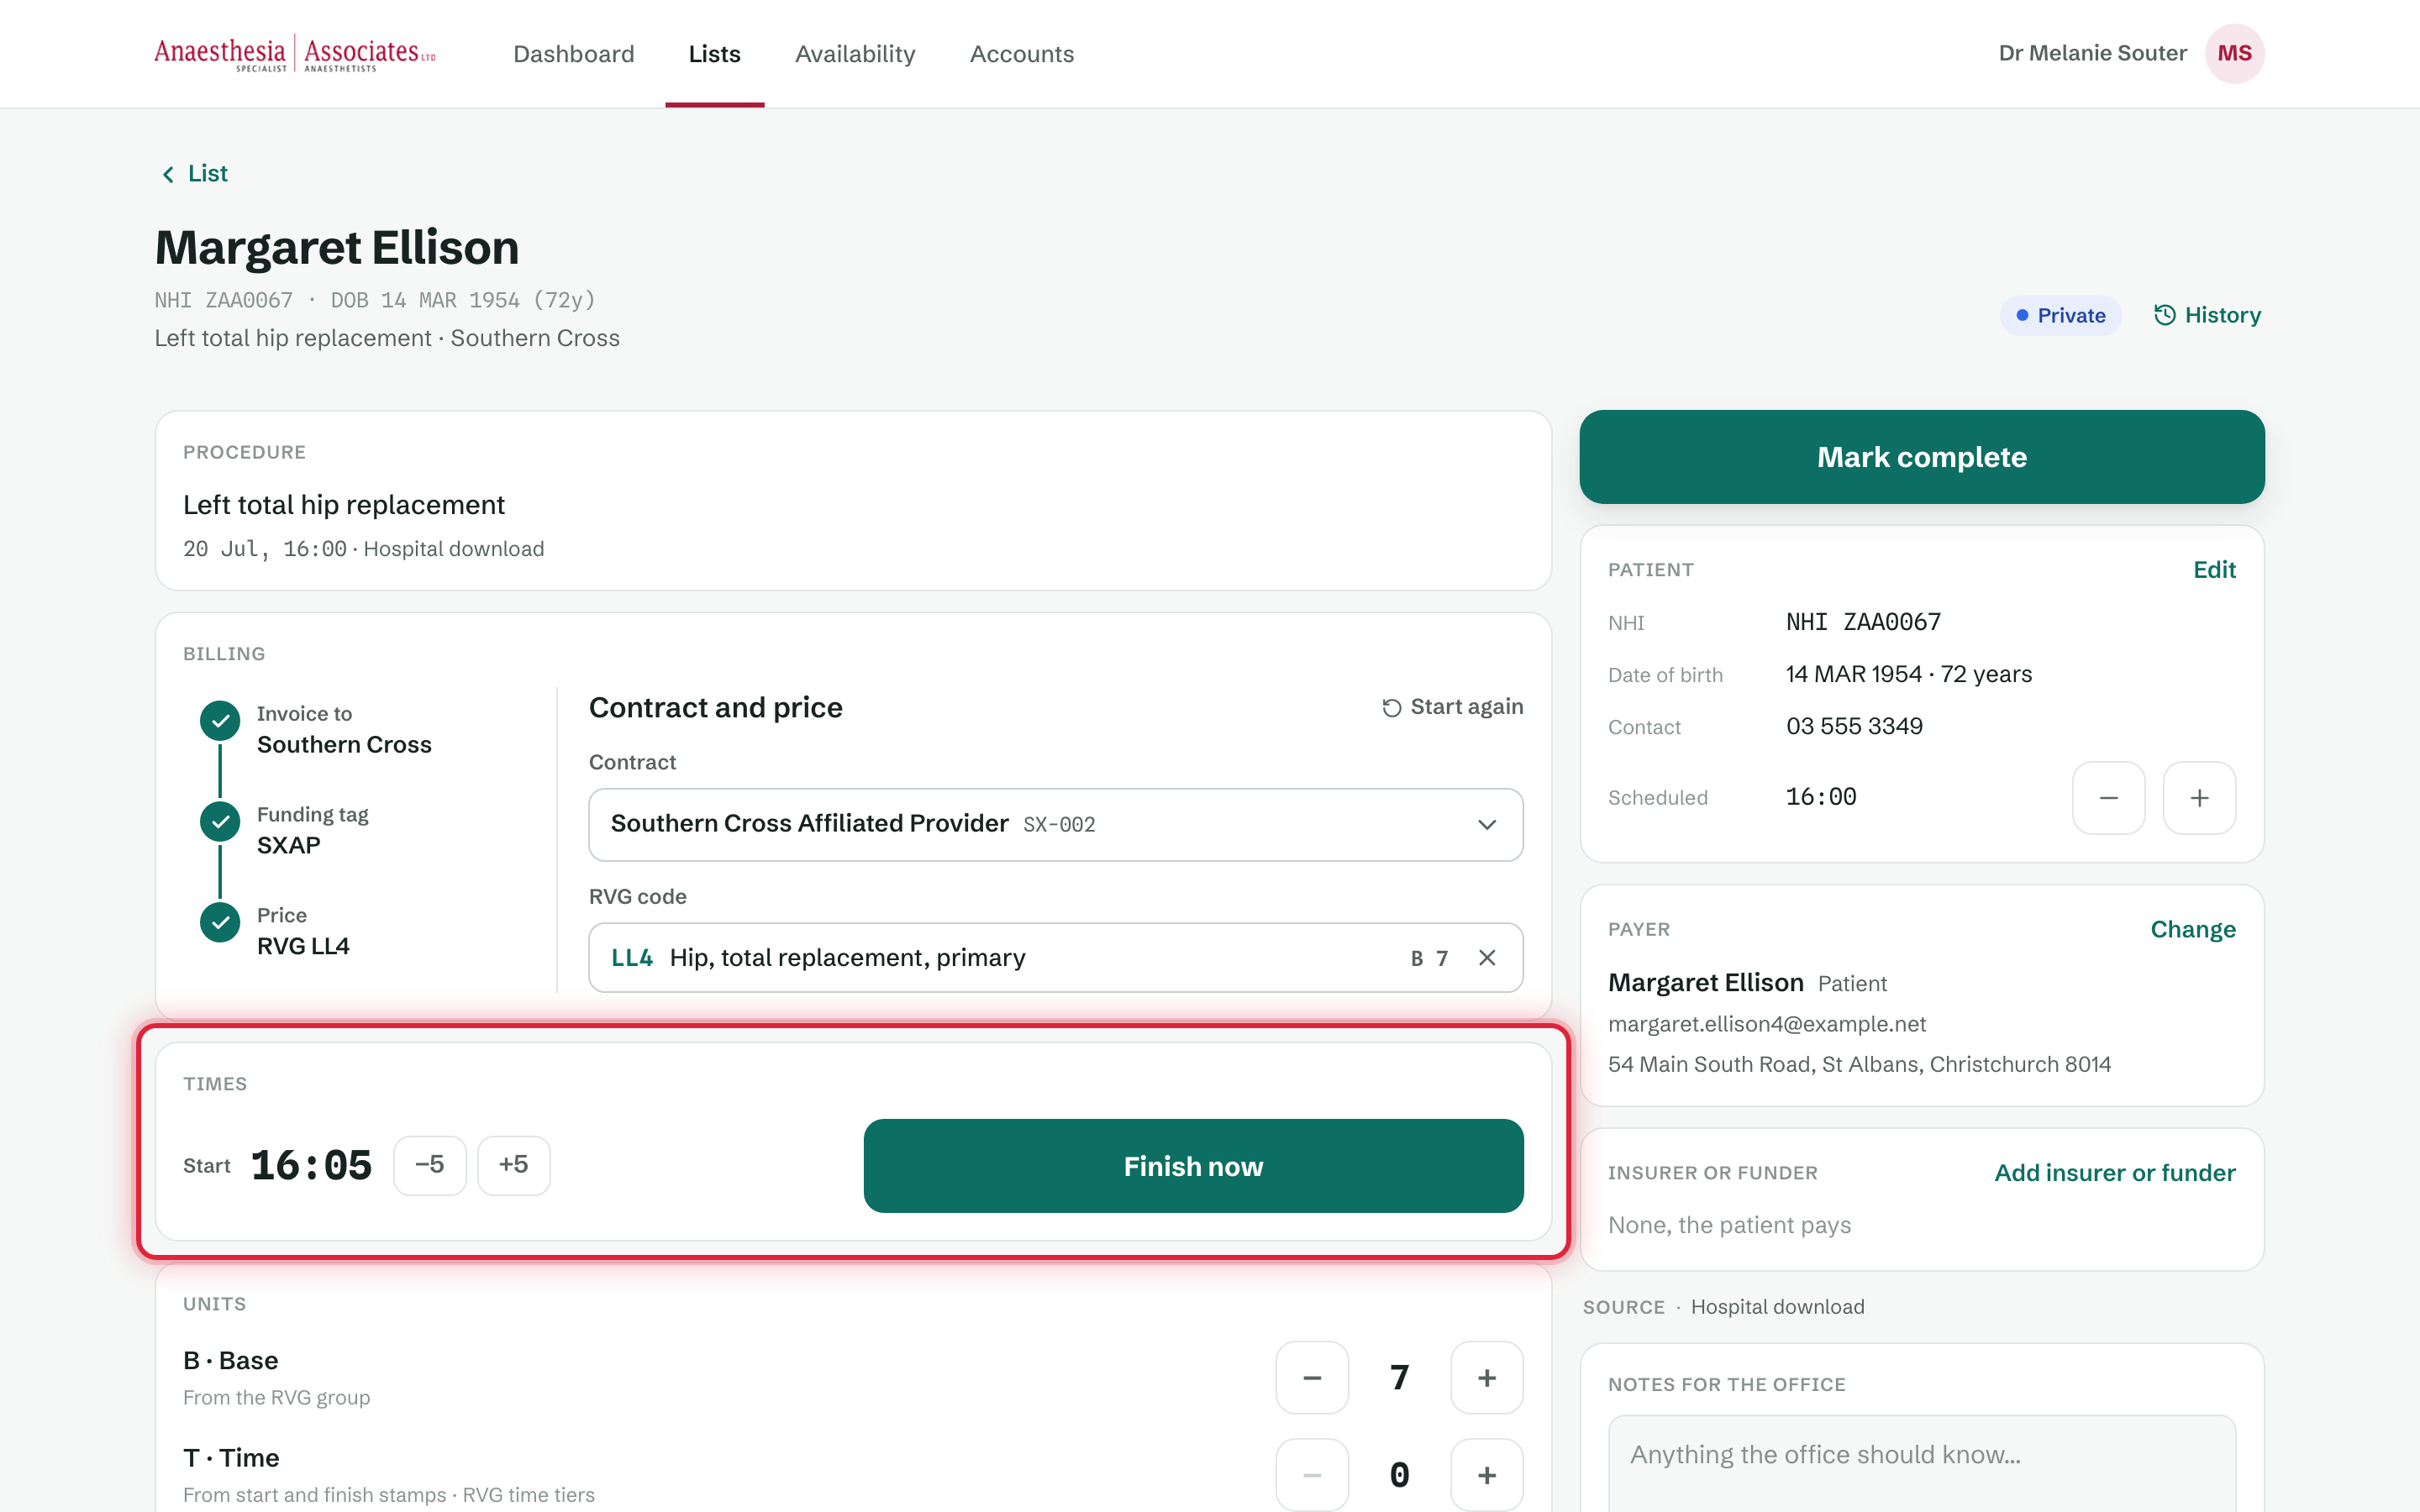 Anaesthesia Associates LTD
SPECIALIST ANAESTHETISTS
Dashboard
Lists
Availability
Accounts
Dr Melanie Souter
MS
List
Margaret Ellison
NHI ZAA0067 · DOB 14 MAR 1954 (72y)
Left total hip replacement · Southern Cross
Private
History
PROCEDURE
Left total hip replacement
20 Jul, 16:00 · Hospital download
BILLING
Invoice to
Southern Cross
Funding tag
SXAP
Price
RVG LL4
Contract and price
Start again
Contract
Southern Cross Affiliated Provider SX-002
RVG code
LL4 Hip, total replacement, primary B 7
TIMES
Start 16:05 −5 +5
Finish now
UNITS
B · Base
From the RVG group
− 7 +
T · Time
From start and finish stamps · RVG time tiers
− 0 +
Mark complete
PATIENT
Edit
NHI NHI ZAA0067
Date of birth 14 MAR 1954 · 72 years
Contact 03 555 3349
Scheduled 16:00 − +
PAYER
Change
Margaret Ellison Patient
margaret.ellison4@example.net
54 Main South Road, St Albans, Christchurch 8014
INSURER OR FUNDER
Add insurer or funder
None, the patient pays
SOURCE · Hospital download
NOTES FOR THE OFFICE
Anything the office should know...